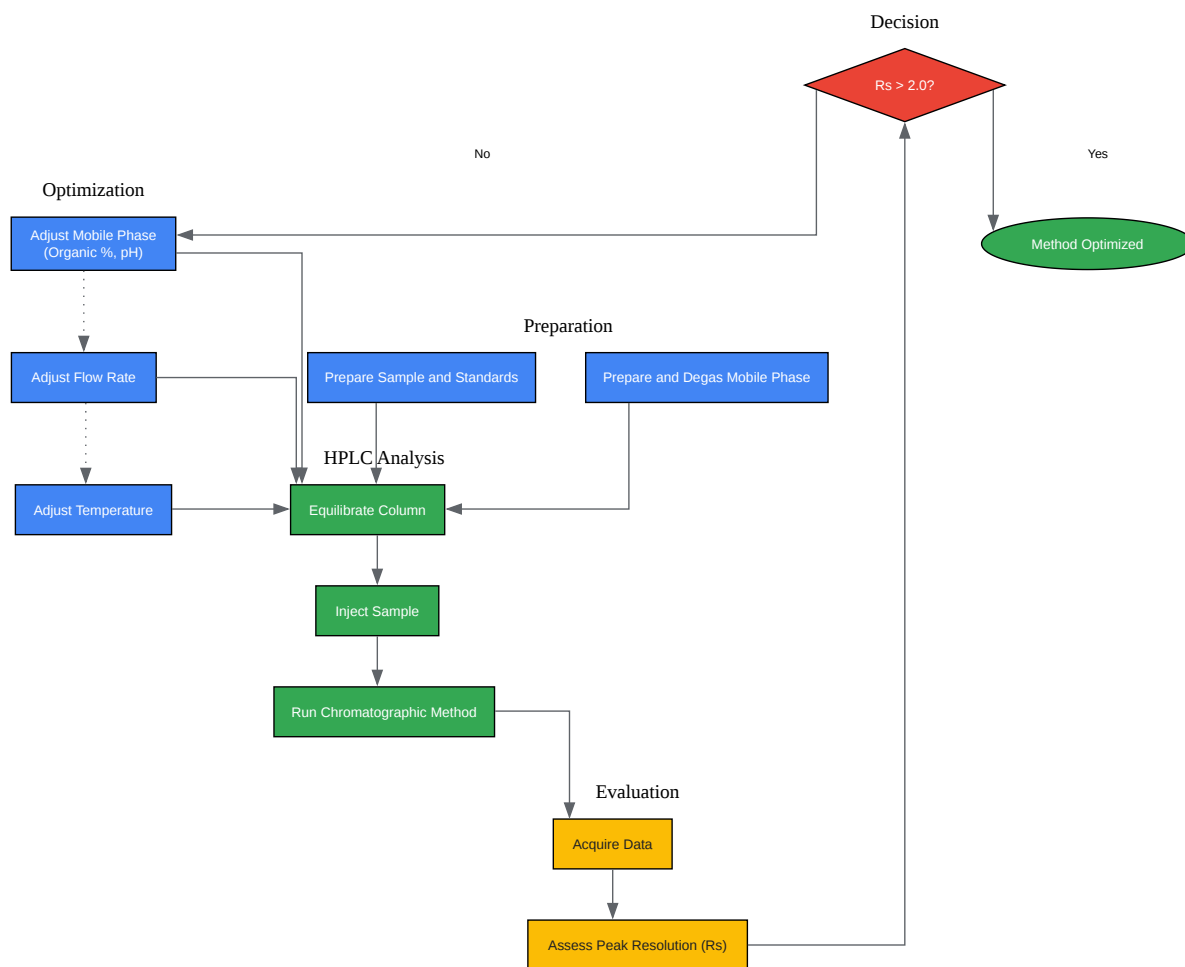 Decision
Rs > 2.0?
No
Yes
Optimization
Adjust Mobile Phase
(Organic %, pH)
Method Optimized
Preparation
Adjust Flow Rate
Prepare Sample and Standards
Prepare and Degas Mobile Phase
HPLC Analysis
Adjust Temperature
Equilibrate Column
Inject Sample
Run Chromatographic Method
Evaluation
Acquire Data
Assess Peak Resolution (Rs)